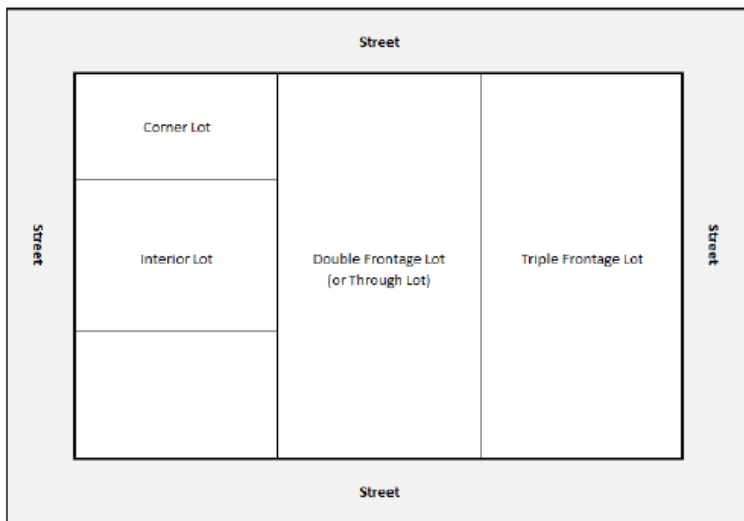 Street
Corner Lot
Street
Interior Lot
Double Frontage Lot
(or Through Lot)
Triple Frontage Lot
Street
Street